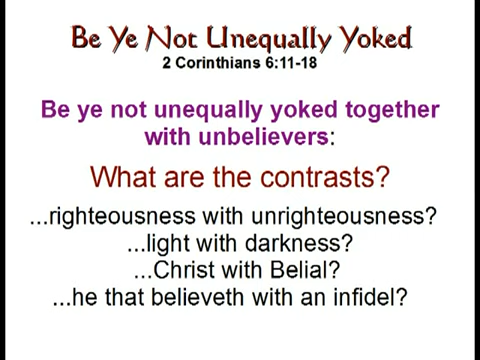 Be Ye Not Unequally Yoked
2 Corinthians 6:11-18
Be ye not unequally yoked together
with unbelievers:
What are the contrasts?
...righteousness with unrighteousness?
...light with darkness?
...Christ with Belial?
...he that believeth with an infidel?